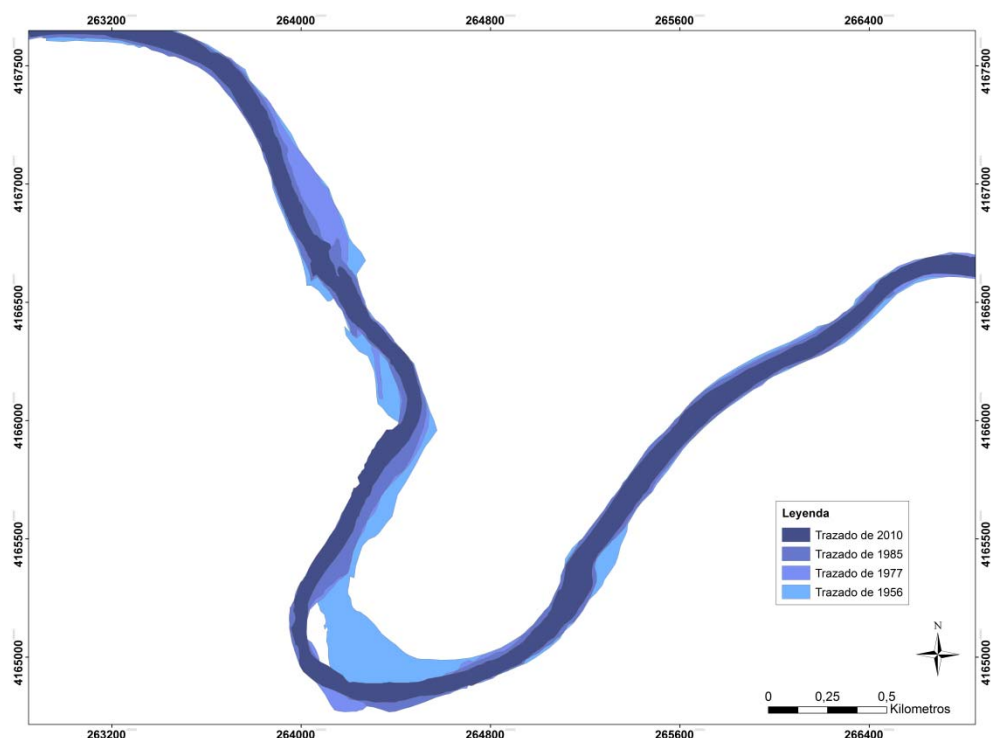 263200 264000 264800 265600 266400
4167500 4167500
4167000 4167000
4166500 4166500
4166000 4166000
4165500 4165500
4165000 4165000
Leyenda
Trazado de 2010
Trazado de 1985
Trazado de 1977
Trazado de 1956
N
0 0,25 0,5
Kilometros
263200 264000 264800 265600 266400